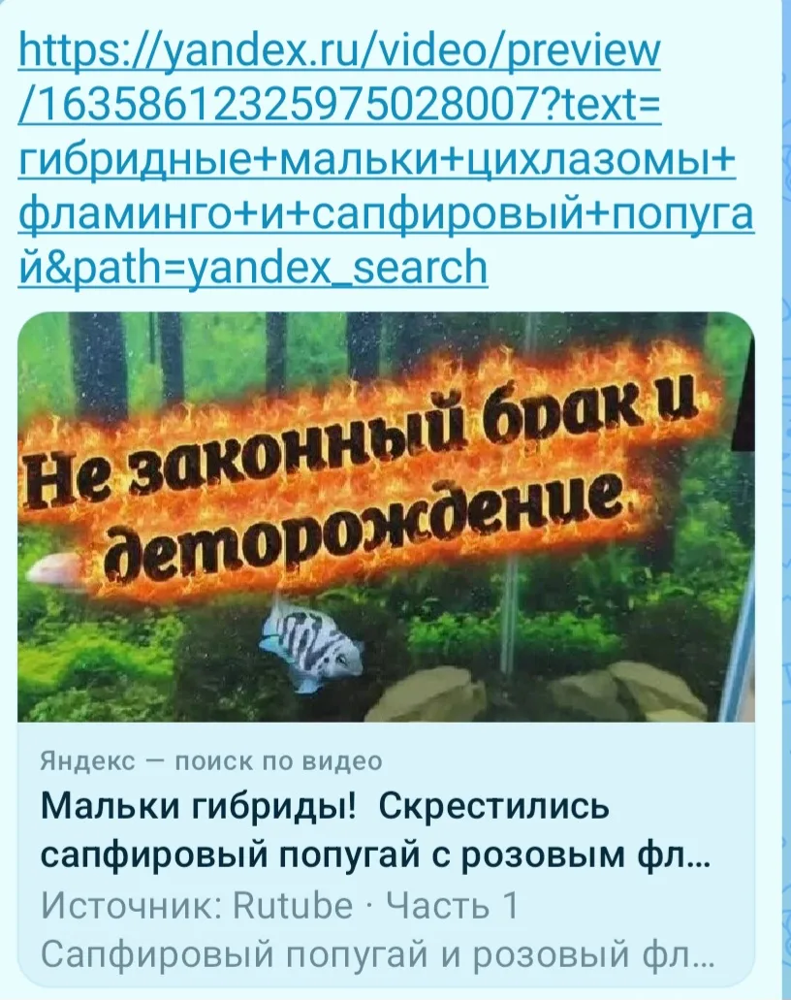 https://yandex.ru/video/preview
/16358612325975028007?text=
гибридные+мальки+цихлазомы+
фламинго+и+сапфировый+попуга
й&path=yandex_search
Не законный брак и
деторождение.
Яндекс — поиск по видео
Мальки гибриды! Скрестились
сапфировый попугай с розовым фл...
Источник: Rutube · Часть 1
Сапфировый попугай и розовый фл...